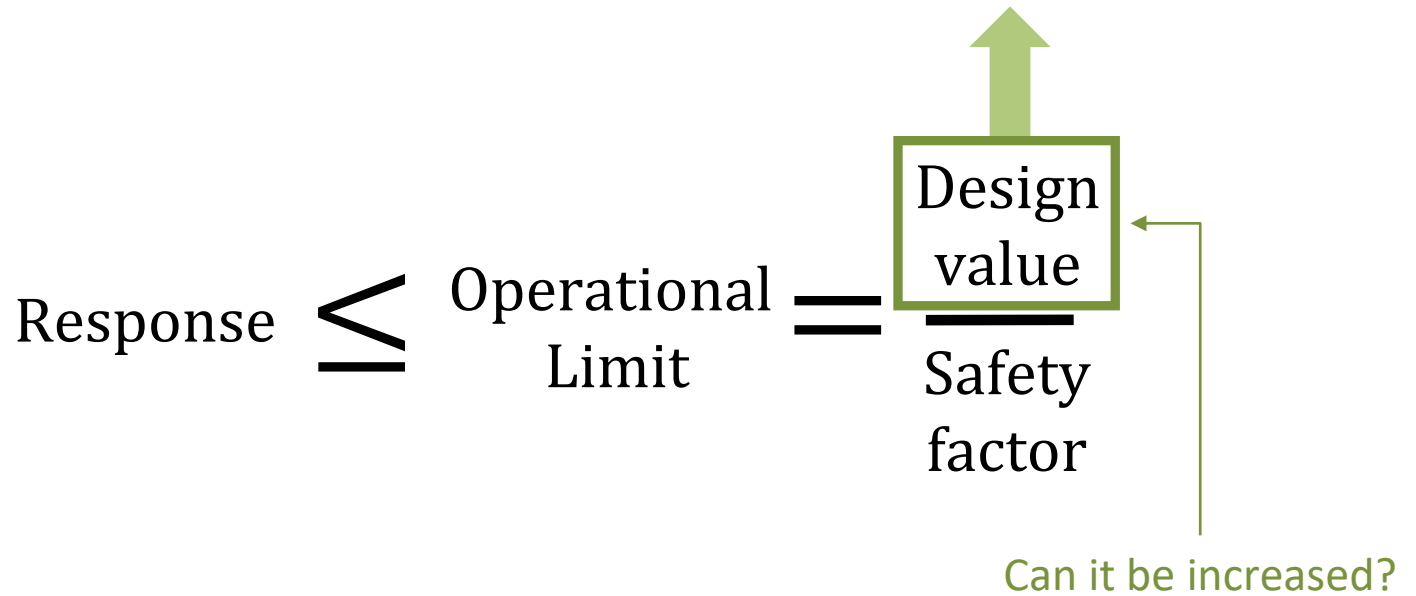 Response ≤ Operational Limit = Design value
Safety factor
Can it be increased?